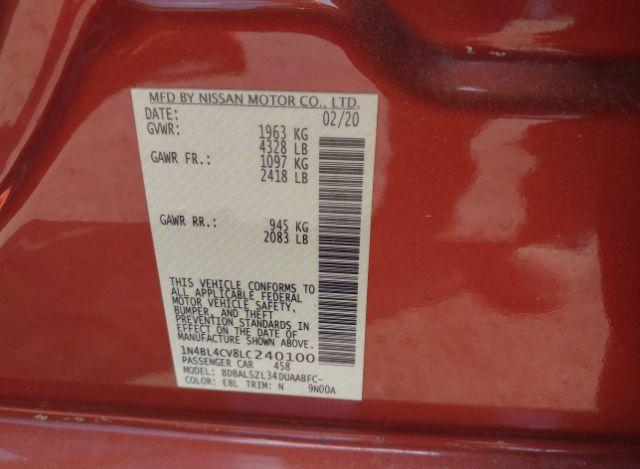 MFD BY NISSAN MOTOR CO., LTD.
DATE: 02/20
GVWR: 1963 KG
4328 LB
GAWR FR.: 1097 KG
2418 LB
GAWR RR.: 945 KG
2083 LB
THIS VEHICLE CONFORMS TO
ALL APPLICABLE FEDERAL
MOTOR VEHICLE SAFETY,
BUMPER, AND THEFT
PREVENTION STANDARDS IN
EFFECT ON THE DATE OF
MANUFACTURE SHOWN ABOVE.
1N4BL4CV8LC240100
PASSENGER CAR 458
MODEL: BDBALSZL34DUAABFC-
COLOR: EBL TRIM: N 9N00A